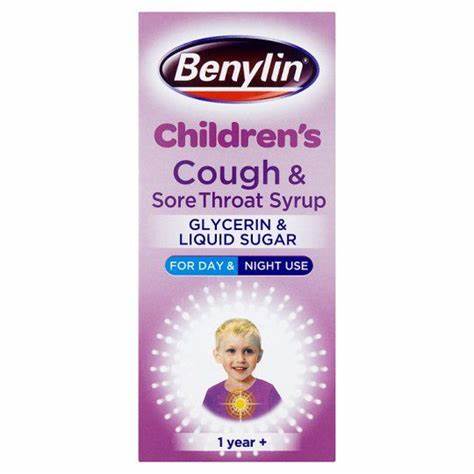 Benylin®
Children's
Cough &
Sore Throat Syrup
GLYCERIN &
LIQUID SUGAR
FOR DAY & NIGHT USE
1 year +